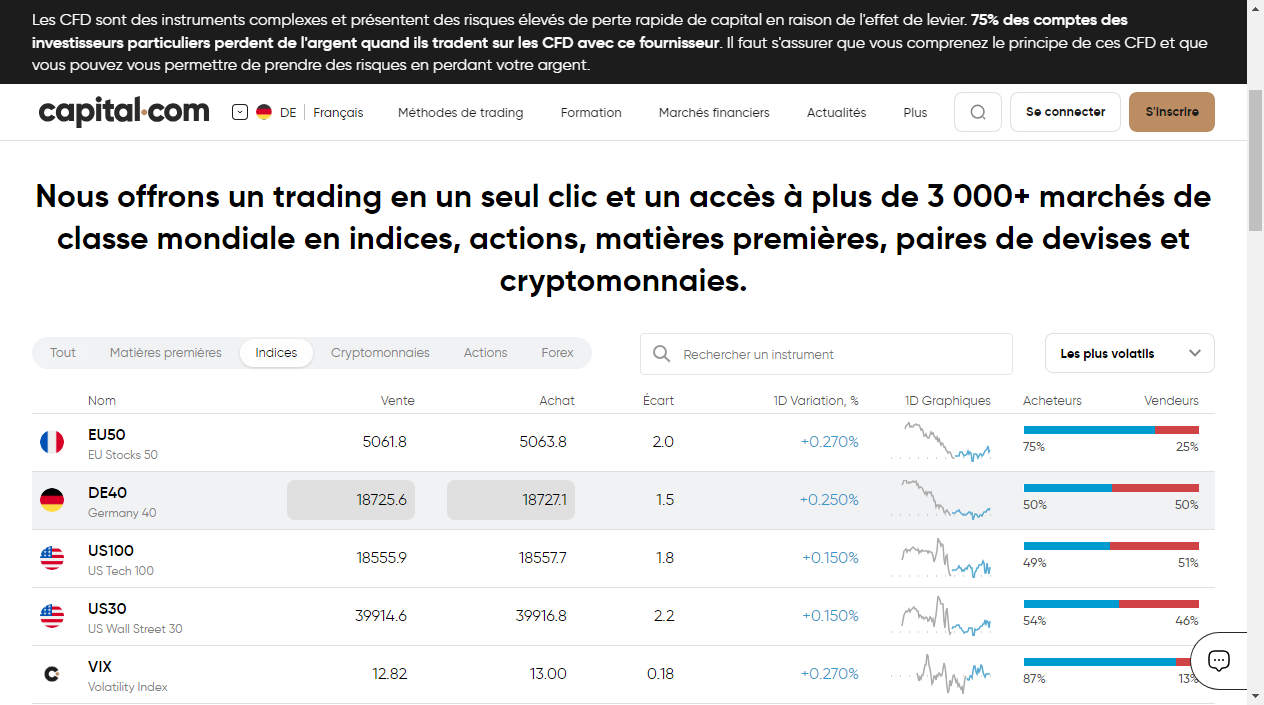 Les CFD sont des instruments complexes et présentent des risques élevés de perte rapide de capital en raison de l'effet de levier. 75% des comptes des
investisseurs particuliers perdent de l'argent quand ils tradent sur les CFD avec ce fournisseur. Il faut s'assurer que vous comprenez le principe de ces CFD et que
vous pouvez vous permettre de prendre des risques en perdant votre argent.
capital.com DE Français Méthodes de trading Formation Marchés financiers Actualités Plus Se connecter S'inscrire
Nous offrons un trading en un seul clic et un accès à plus de 3 000+ marchés de
classe mondiale en indices, actions, matières premières, paires de devises et
cryptomonnaies.
Tout Matières premières Indices Cryptomonnaies Actions Forex Rechercher un instrument Les plus volatils
Nom Vente Achat Écart 1D Variation, % 1D Graphiques Acheteurs Vendeurs
EU50 5061.8 5063.8 2.0 +0.270%
EU Stocks 50 75% 25%
DE40 18725.6 18727.1 1.5 +0.250%
Germany 40 50% 50%
US100 18555.9 18557.7 1.8 +0.150%
US Tech 100 49% 51%
US30 39914.6 39916.8 2.2 +0.150%
US Wall Street 30 54% 46%
VIX 12.82 13.00 0.18 +0.270%
Volatility Index 87% 13%